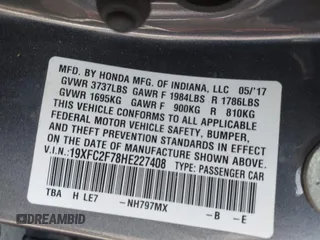 MFD. BY HONDA MFG. OF INDIANA, LLC 05/'17
GVWR 3737LBS GAWR F 1984LBS R 1786LBS
GVWR 1695KG GAWR F 900KG R 810KG
THIS VEHICLE CONFORMS TO ALL APPLICABLE
FEDERAL MOTOR VEHICLE SAFETY, BUMPER,
AND THEFT PREVENTION STANDARDS IN EFFECT
ON THE DATE OF MANUFACTURE SHOWN ABOVE.
V.I.N.:19XFC2F78HE227408 TYPE: PASSENGER CAR
TBA H LE7 -NH797MX -B -E
DREAMBID